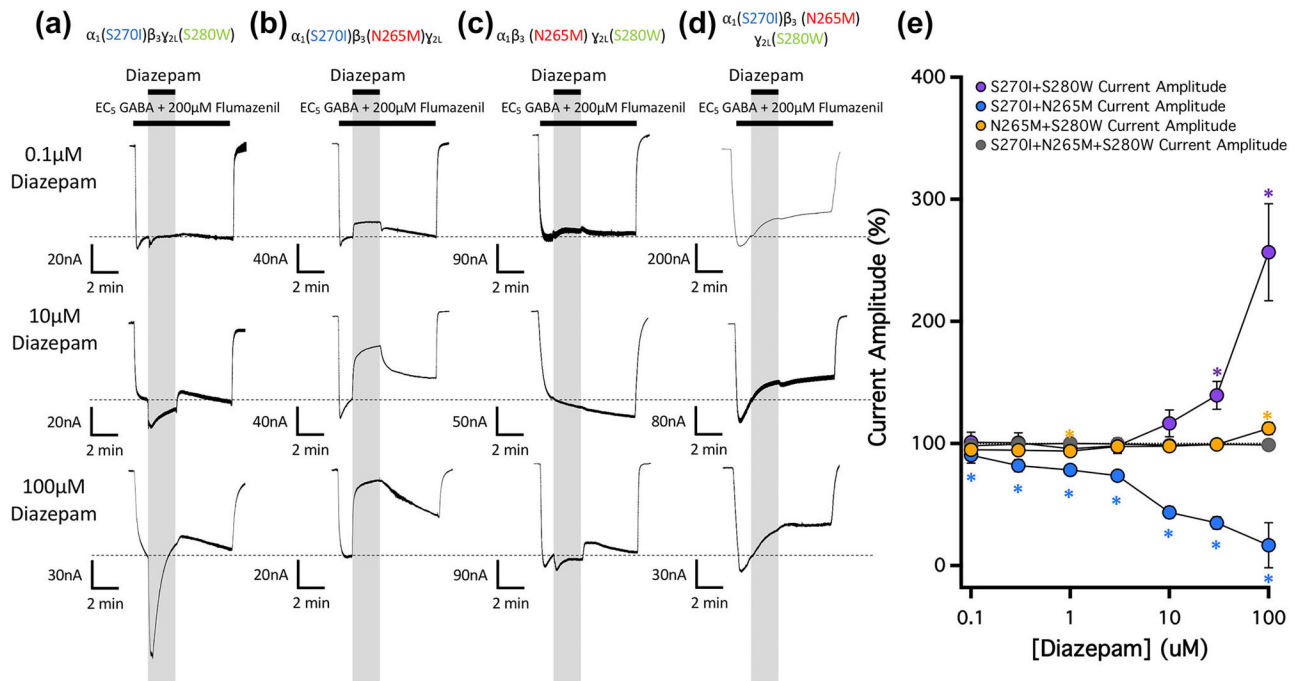 (a) α₁(S270I)β₃ɣ₂L(S280W)
(b) α₁(S270I)β₃(N265M)ɣ₂L
(c) α₁β₃ (N265M) ɣ₂L(S280W)
(d) α₁(S270I)β₃ (N265M)
ɣ₂L(S280W)
(e)
Diazepam
Diazepam
Diazepam
Diazepam
EC₅ GABA + 200μM Flumazenil
EC₅ GABA + 200μM Flumazenil
EC₅ GABA + 200μM Flumazenil
EC₅ GABA + 200μM Flumazenil
0.1μM
Diazepam
20nA
2 min
40nA
2 min
90nA
2 min
200nA
2 min
10μM
Diazepam
20nA
2 min
40nA
2 min
50nA
2 min
80nA
2 min
100μM
Diazepam
30nA
2 min
20nA
2 min
90nA
2 min
30nA
2 min
S270I+S280W Current Amplitude
S270I+N265M Current Amplitude
N265M+S280W Current Amplitude
S270I+N265M+S280W Current Amplitude
Current Amplitude (%)
400
300
200
100
0
0.1
1
10
100
[Diazepam] (uM)